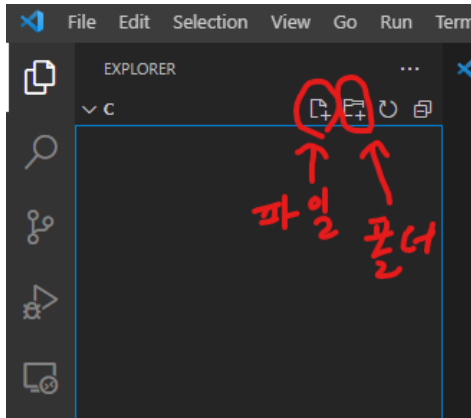 File Edit Selection View Go Run Term
EXPLORER ...
C
파일
폴더